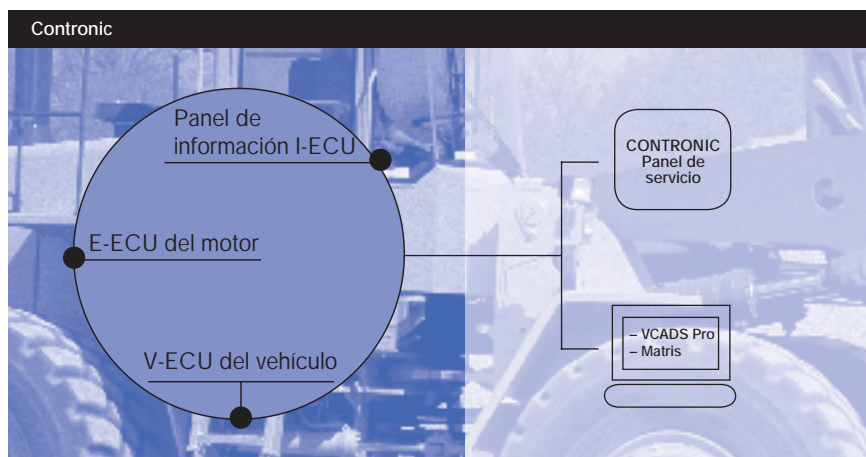 Contronic
Panel de
información I-ECU
E-ECU del motor
V-ECU del vehículo
CONTRONIC
Panel de
servicio
– VCADS Pro
– Matris